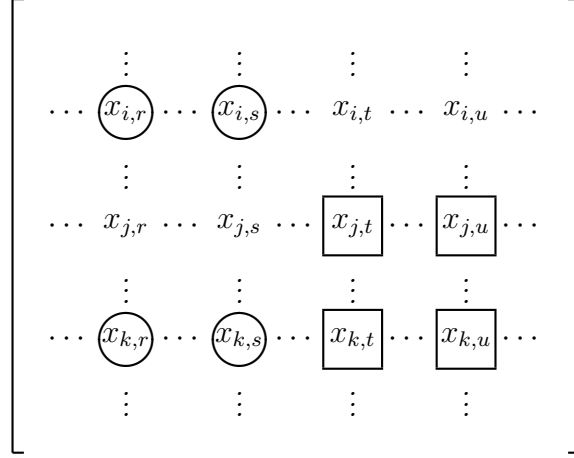 ⋮ ⋮ ⋮ ⋮
⋯ x_{i,r} ⋯ x_{i,s} ⋯ x_{i,t} ⋯ x_{i,u} ⋯
⋮ ⋮ ⋮ ⋮
⋯ x_{j,r} ⋯ x_{j,s} ⋯ x_{j,t} ⋯ x_{j,u} ⋯
⋮ ⋮ ⋮ ⋮
⋯ x_{k,r} ⋯ x_{k,s} ⋯ x_{k,t} ⋯ x_{k,u} ⋯
⋮ ⋮ ⋮ ⋮